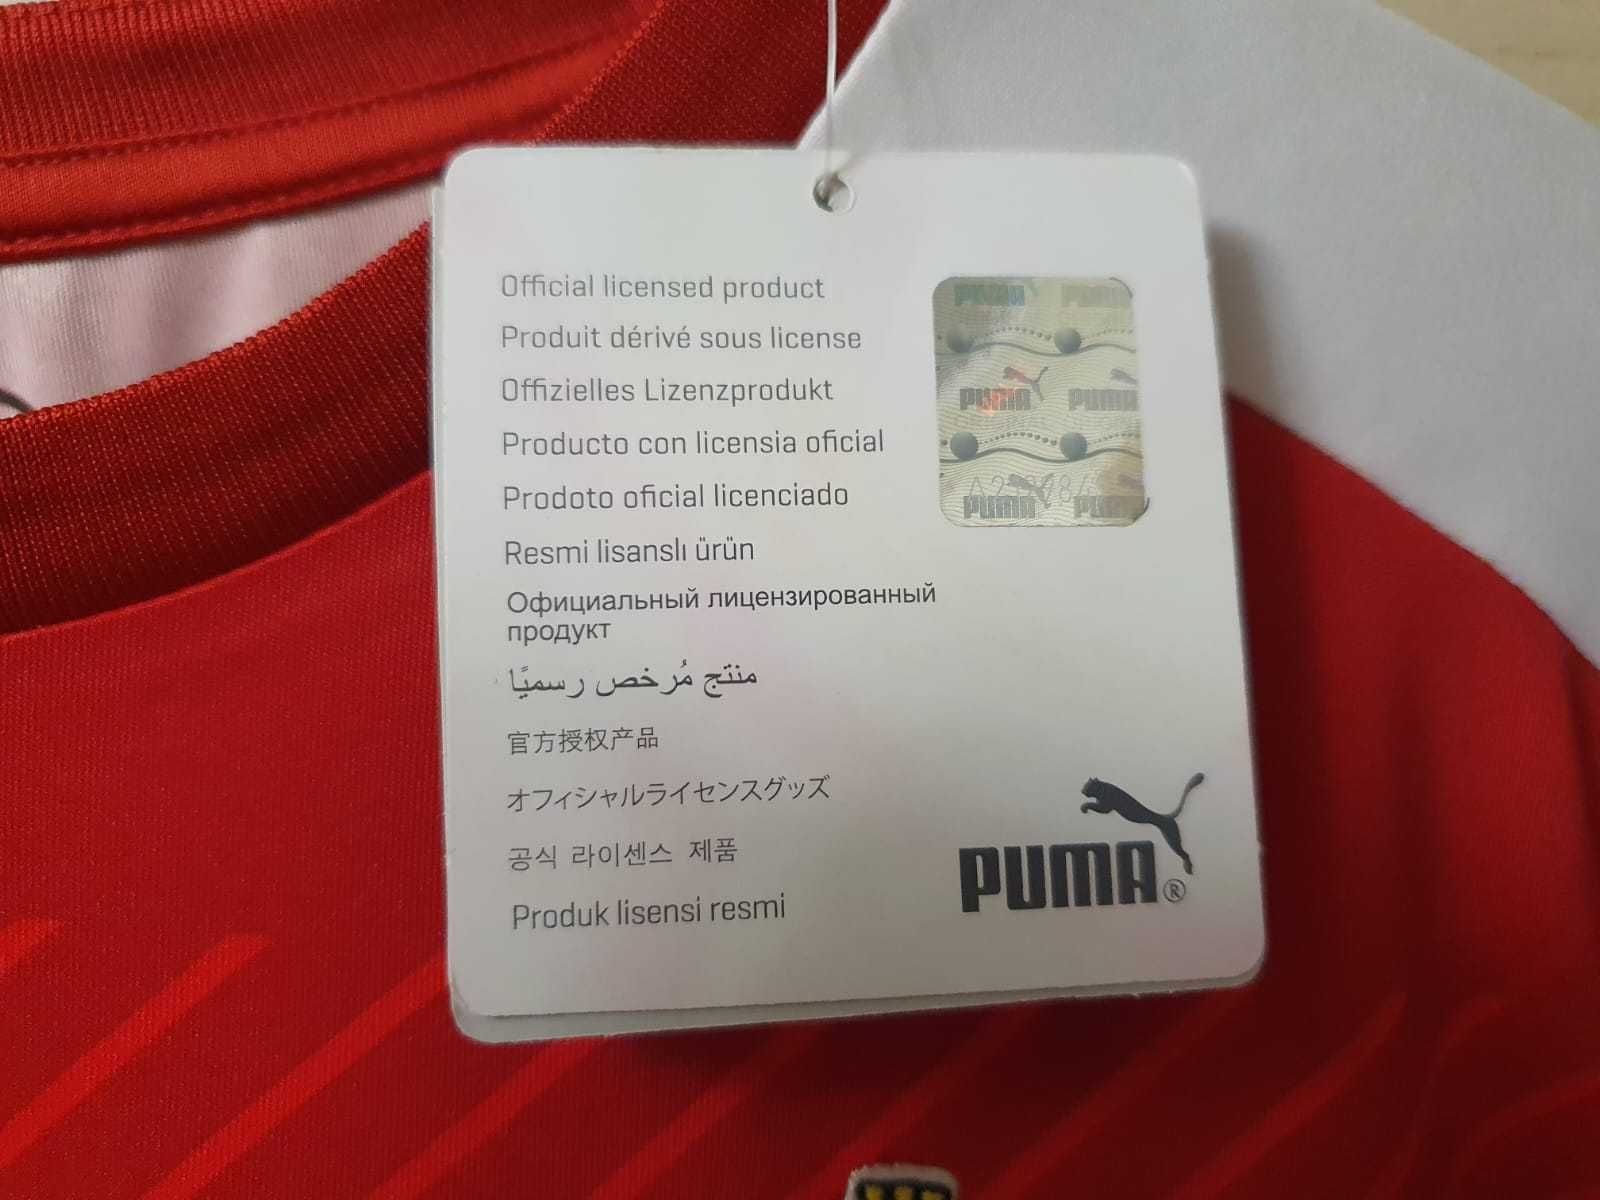 Official licensed product
Produit dérivé sous license
Offizielles Lizenzprodukt
Producto con licensia oficial
Prodoto oficial licenciado
Resmi lisanslı ürün
Официальный лицензированный
продукт
منتج مُرخص رسميًا
官方授权产品
オフィシャルライセンスグッズ
공식 라이센스 제품
Produk lisensi resmi
PUMA PUMA
PUMA PUMA
PUMA PUMA
PUMA®